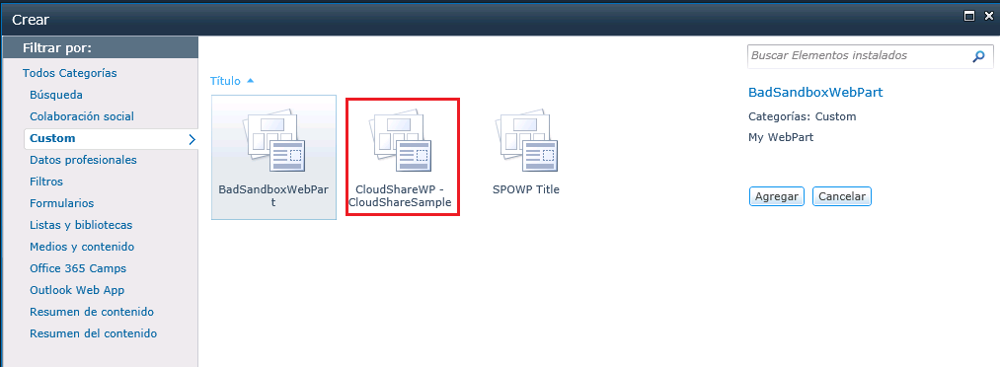 Crear
Filtrar por:
Todos Categorías
Búsqueda
Colaboración social
Custom
Datos profesionales
Filtros
Formularios
Listas y bibliotecas
Medios y contenido
Office 365 Camps
Outlook Web App
Resumen de contenido
Resumen del contenido
Título
BadSandboxWebPar
t
CloudShareWP -
CloudShareSample
SPOWP Title
Buscar Elementos instalados
BadSandboxWebPart
Categorías: Custom
My WebPart
Agregar
Cancelar